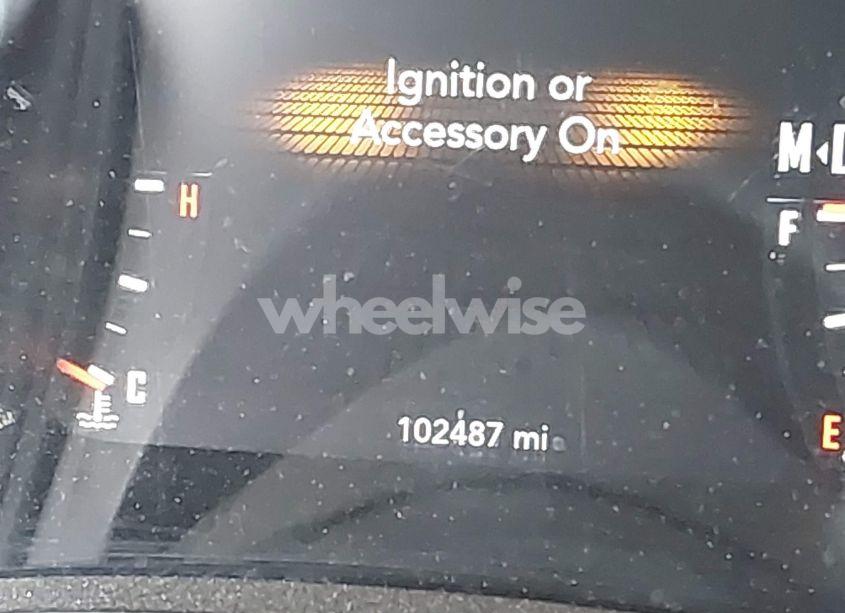 Ignition or
Accessory On
M
H
F
wheelwise
C
102487 mi
E